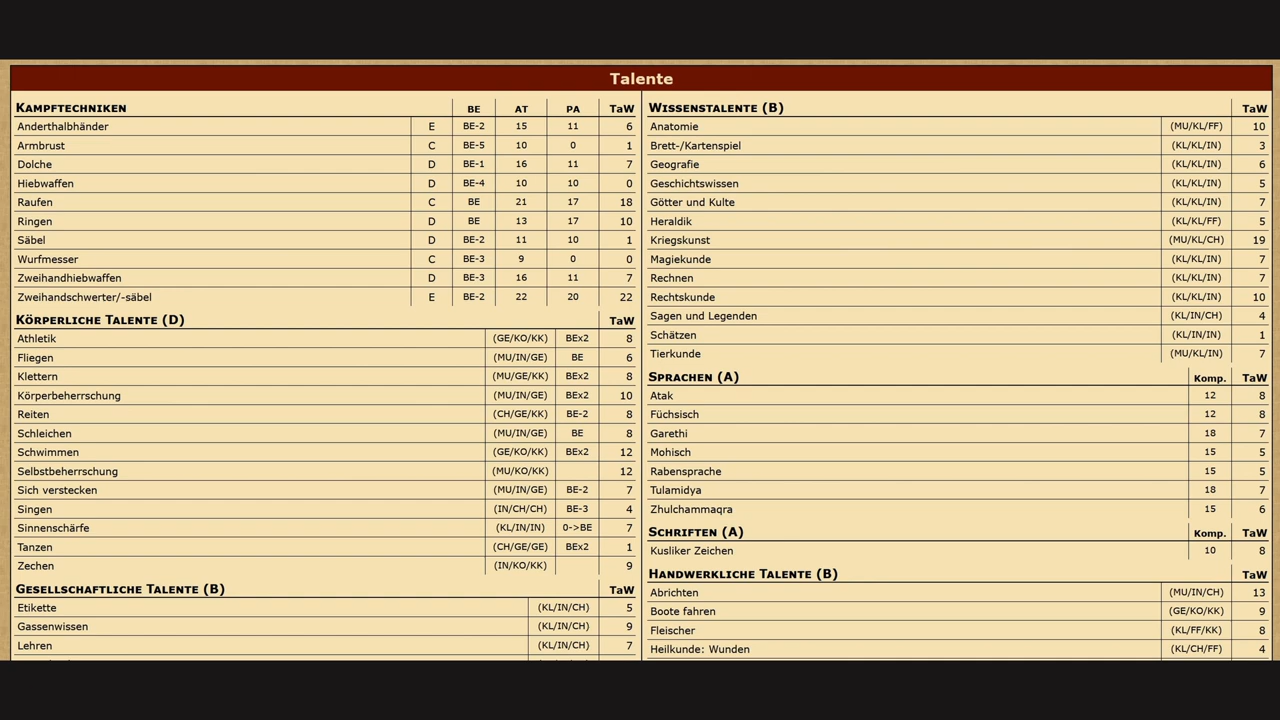 Talente
KAMPFTECHNIKEN BE AT PA TaW
Anderthalbhänder E BE-2 15 11 6
Armbrust C BE-5 10 0 1
Dolche D BE-1 16 11 7
Hiebwaffen D BE-4 10 10 0
Raufen C BE 21 17 18
Ringen D BE 13 17 10
Säbel D BE-2 11 10 1
Wurfmesser C BE-3 9 0 0
Zweihandhiebwaffen D BE-3 16 11 7
Zweihandschwerter/-säbel E BE-2 22 20 22
KÖRPERLICHE TALENTE (D) TaW
Athletik (GE/KO/KK) BEx2 8
Fliegen (MU/IN/GE) BE 6
Klettern (MU/GE/KK) BEx2 8
Körperbeherrschung (MU/IN/GE) BEx2 10
Reiten (CH/GE/KK) BE-2 8
Schleichen (MU/IN/GE) BE 8
Schwimmen (GE/KO/KK) BEx2 12
Selbstbeherrschung (MU/KO/KK) 12
Sich verstecken (MU/IN/GE) BE-2 7
Singen (IN/CH/CH) BE-3 4
Sinnenschärfe (KL/IN/IN) 0->BE 7
Tanzen (CH/GE/GE) BEx2 1
Zechen (IN/KO/KK) 9
GESELLSCHAFTLICHE TALENTE (B) TaW
Etikette (KL/IN/CH) 5
Gassenwissen (KL/IN/CH) 9
Lehren (KL/IN/CH) 7
WISSENSTALENTE (B) TaW
Anatomie (MU/KL/FF) 10
Brett-/Kartenspiel (KL/KL/IN) 3
Geografie (KL/KL/IN) 6
Geschichtswissen (KL/KL/IN) 5
Götter und Kulte (KL/KL/IN) 7
Heraldik (KL/KL/FF) 5
Kriegskunst (MU/KL/CH) 19
Magiekunde (KL/KL/IN) 7
Rechnen (KL/KL/IN) 7
Rechtskunde (KL/KL/IN) 10
Sagen und Legenden (KL/IN/CH) 4
Schätzen (KL/IN/IN) 1
Tierkunde (MU/KL/IN) 7
SPRACHEN (A) Komp. TaW
Atak 12 8
Füchsisch 12 8
Garethi 18 7
Mohisch 15 5
Rabensprache 15 5
Tulamidya 18 7
Zhulchammaqra 15 6
SCHRIFTEN (A) Komp. TaW
Kusliker Zeichen 10 8
HANDWERKLICHE TALENTE (B) TaW
Abrichten (MU/IN/CH) 13
Boote fahren (GE/KO/KK) 9
Fleischer (KL/FF/KK) 8
Heilkunde: Wunden (KL/CH/FF) 4